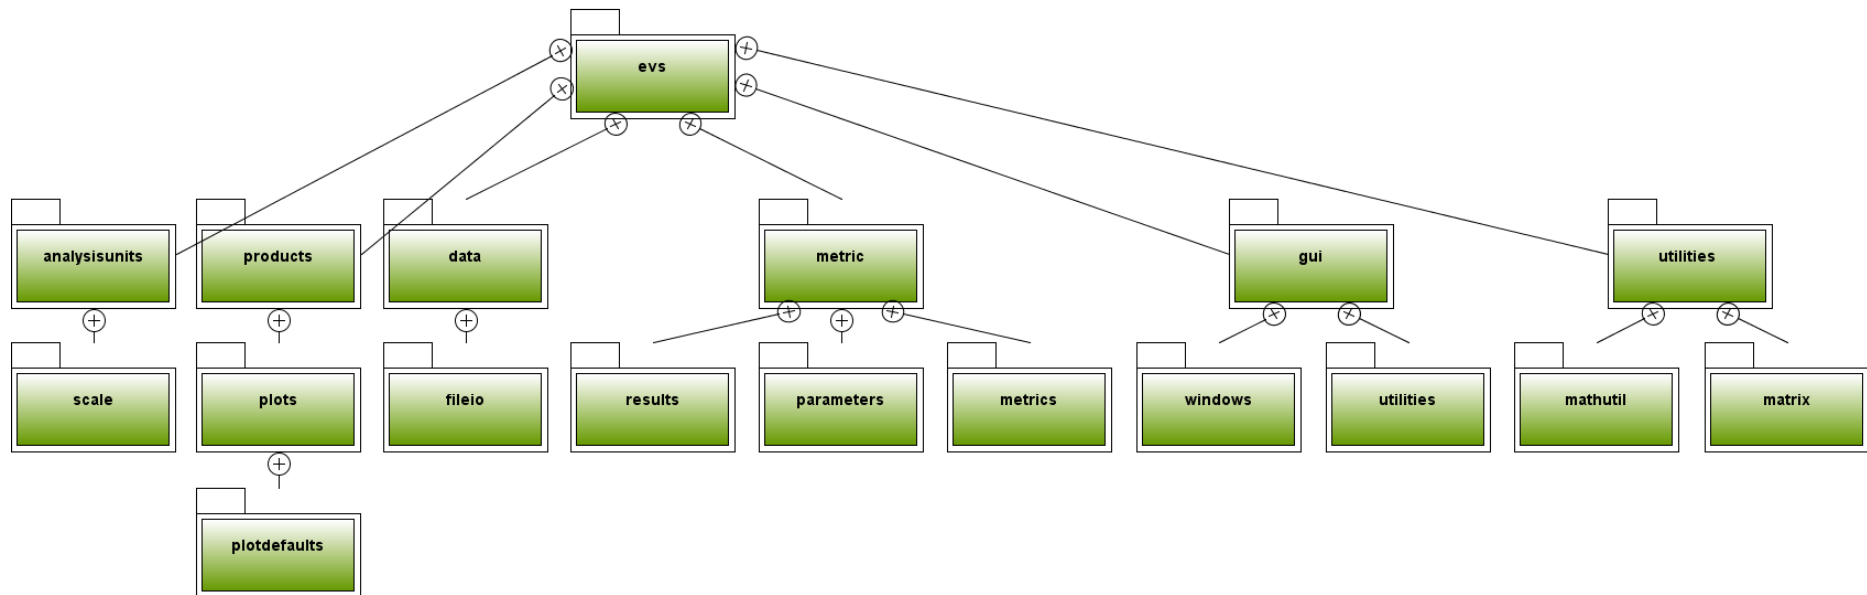 evs
analysisunits
products
data
metric
gui
utilities
scale
plots
fileio
results
parameters
metrics
windows
utilities
mathutil
matrix
plotdefaults